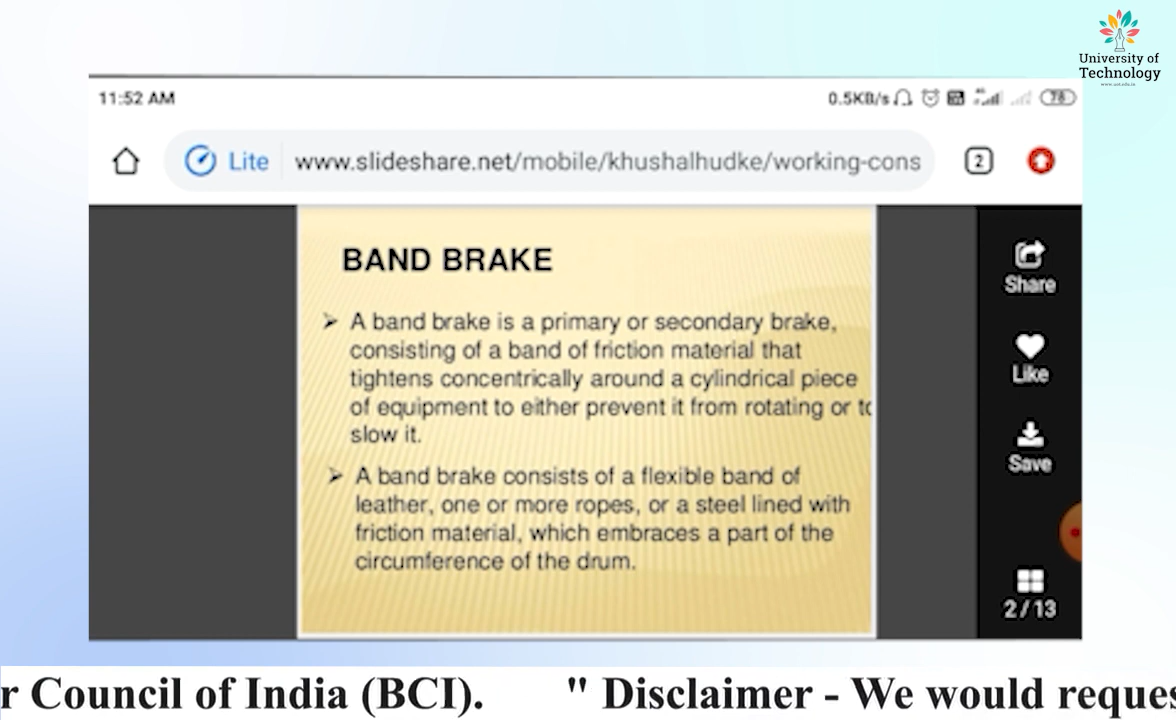 University of
Technology
11:52 AM
0.5KB/s
78
Lite
www.slideshare.net/mobile/khushalhudke/working-cons
2
BAND BRAKE
➢ A band brake is a primary or secondary brake,
consisting of a band of friction material that
tightens concentrically around a cylindrical piece
of equipment to either prevent it from rotating or to
slow it.
➢ A band brake consists of a flexible band of
leather, one or more ropes, or a steel lined with
friction material, which embraces a part of the
circumference of the drum.
Share
Like
Save
2/13
r Council of India (BCI). " Disclaimer - We would reques